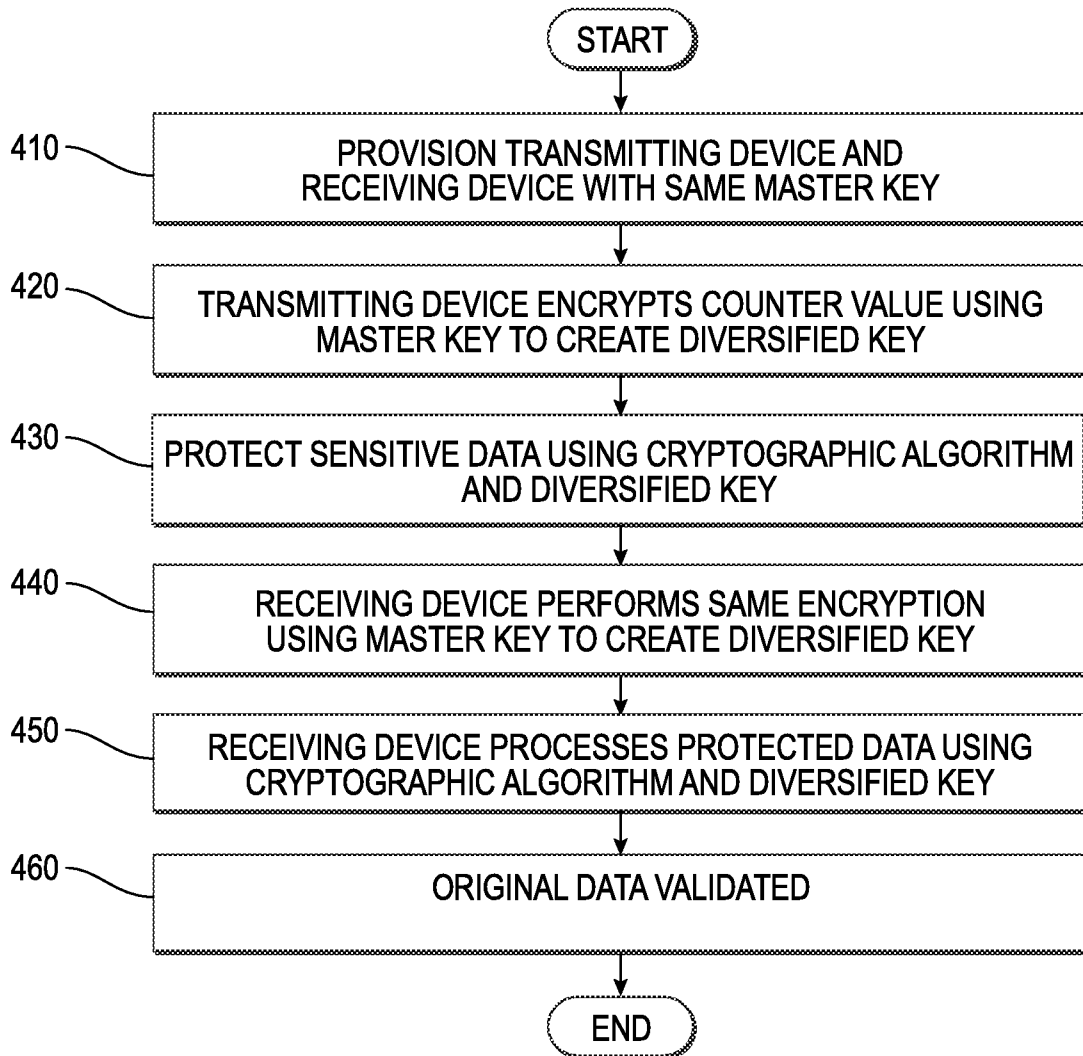 START
410
PROVISION TRANSMITTING DEVICE AND
RECEIVING DEVICE WITH SAME MASTER KEY
420
TRANSMITTING DEVICE ENCRYPTS COUNTER VALUE USING
MASTER KEY TO CREATE DIVERSIFIED KEY
430
PROTECT SENSITIVE DATA USING CRYPTOGRAPHIC ALGORITHM
AND DIVERSIFIED KEY
440
RECEIVING DEVICE PERFORMS SAME ENCRYPTION
USING MASTER KEY TO CREATE DIVERSIFIED KEY
450
RECEIVING DEVICE PROCESSES PROTECTED DATA USING
CRYPTOGRAPHIC ALGORITHM AND DIVERSIFIED KEY
460
ORIGINAL DATA VALIDATED
END